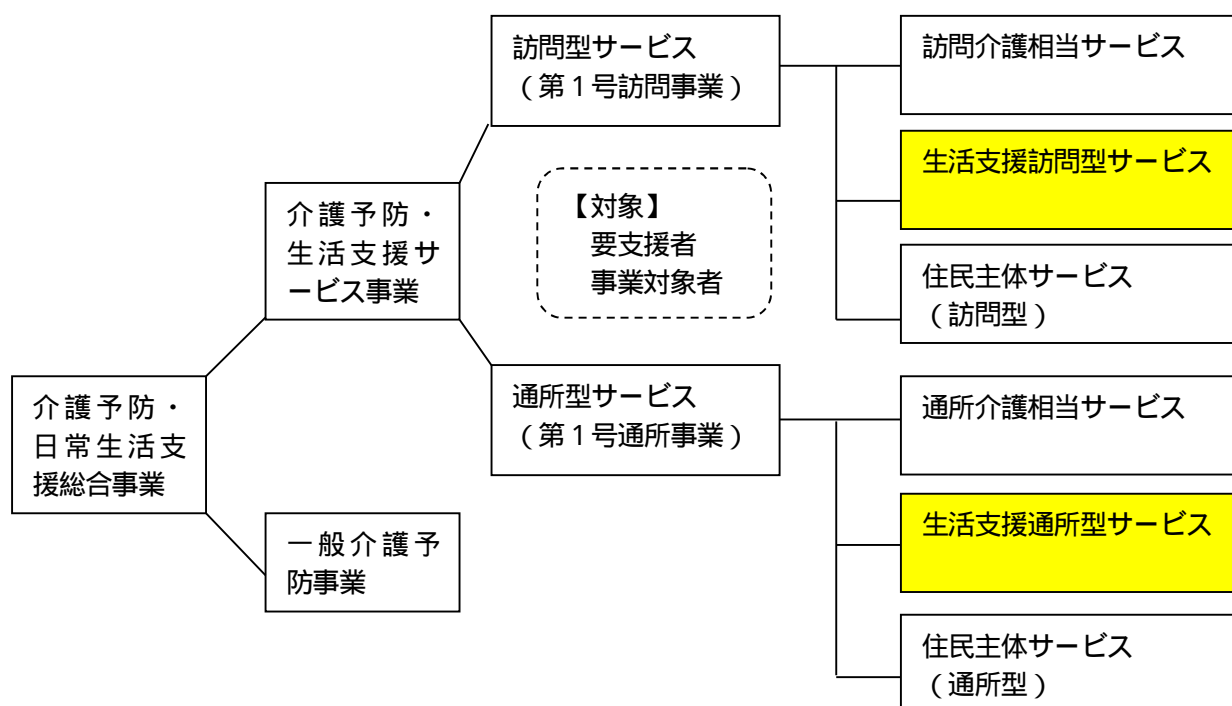 訪問型サービス
（第１号訪問事業）
訪問介護相当サービス
生活支援訪問型サービス
住民主体サービス
（訪問型）
【対象】
要支援者
事業対象者
介護予防・
生活支援サ
ービス事業
通所型サービス
（第１号通所事業）
通所介護相当サービス
生活支援通所型サービス
住民主体サービス
（通所型）
介護予防・
日常生活支
援総合事業
一般介護予
防事業